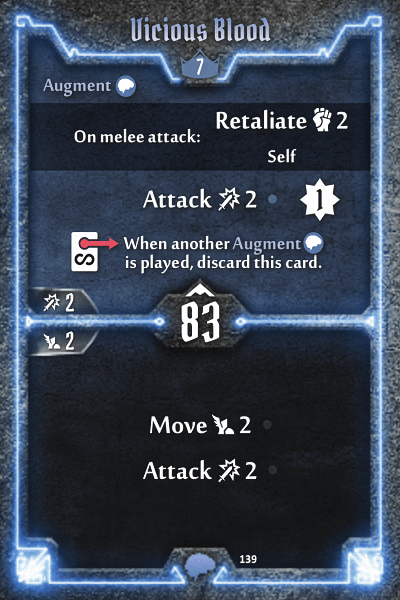 Vicious Blood
7
Augment
Retaliate 2
On melee attack:
Self
Attack 2
1
When another Augment
is played, discard this card.
2
83
2
Move 2
Attack 2
139